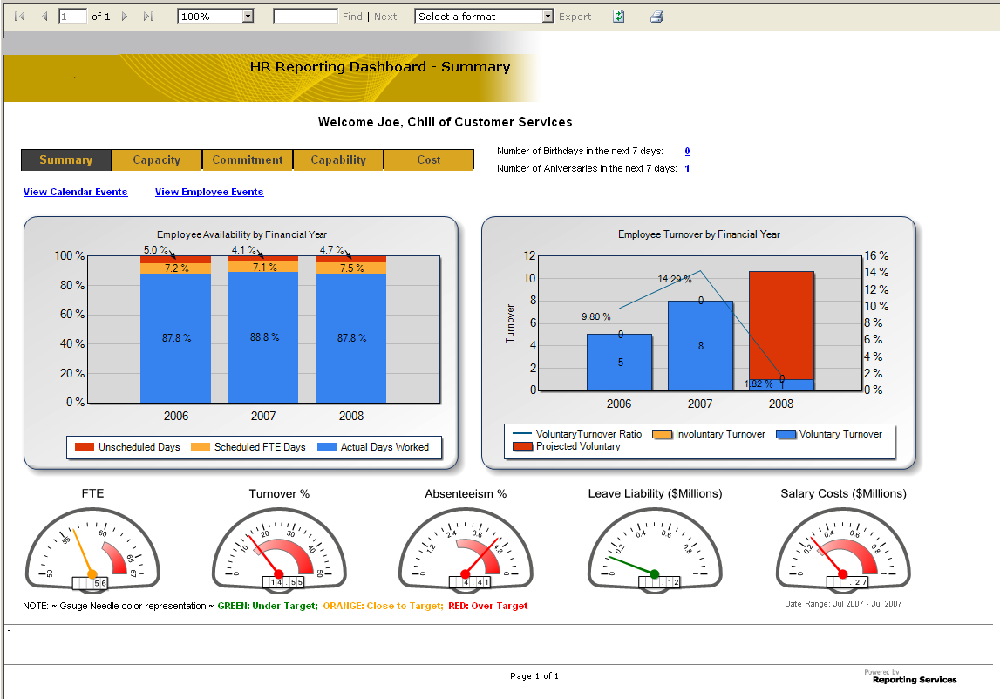 1 of 1 100% Find | Next Select a format Export
HR Reporting Dashboard - Summary
Welcome Joe, Chill of Customer Services
Summary Capacity Commitment Capability Cost
Number of Birthdays in the next 7 days: 0
Number of Aniversaries in the next 7 days: 1
View Calendar Events View Employee Events
Employee Availability by Financial Year
5.0 % 4.1 % 4.7 %
100 %
7.2 % 7.1 % 7.5 %
80 %
60 %
87.8 % 88.8 % 87.8 %
40 %
20 %
0 %
2006 2007 2008
Unscheduled Days Scheduled FTE Days Actual Days Worked
Employee Turnover by Financial Year
12 16 %
14 %
10 14.29 % 12 %
8 0 10 %
9.80 %
Turnover
6 8 %
0 6 %
4 8 4 %
5
2 0 2 %
1.82 % 1
0 0 %
2006 2007 2008
VoluntaryTurnover Ratio Involuntary Turnover Voluntary Turnover
Projected Voluntary
FTE Turnover % Absenteeism % Leave Liability ($Millions) Salary Costs ($Millions)
50 55 60 65 67
56
0 10 20 30 40 50
14.55
0 1.2 2.4 3.6 4.8 6
4.41
0 0.2 0.4 0.6 0.8 1
.12
0 0.2 0.4 0.6 0.8 1
.27
NOTE: ~ Gauge Needle color representation ~ GREEN: Under Target; ORANGE: Close to Target; RED: Over Target
Date Range: Jul 2007 - Jul 2007
Page 1 of 1
Powered by
Reporting Services